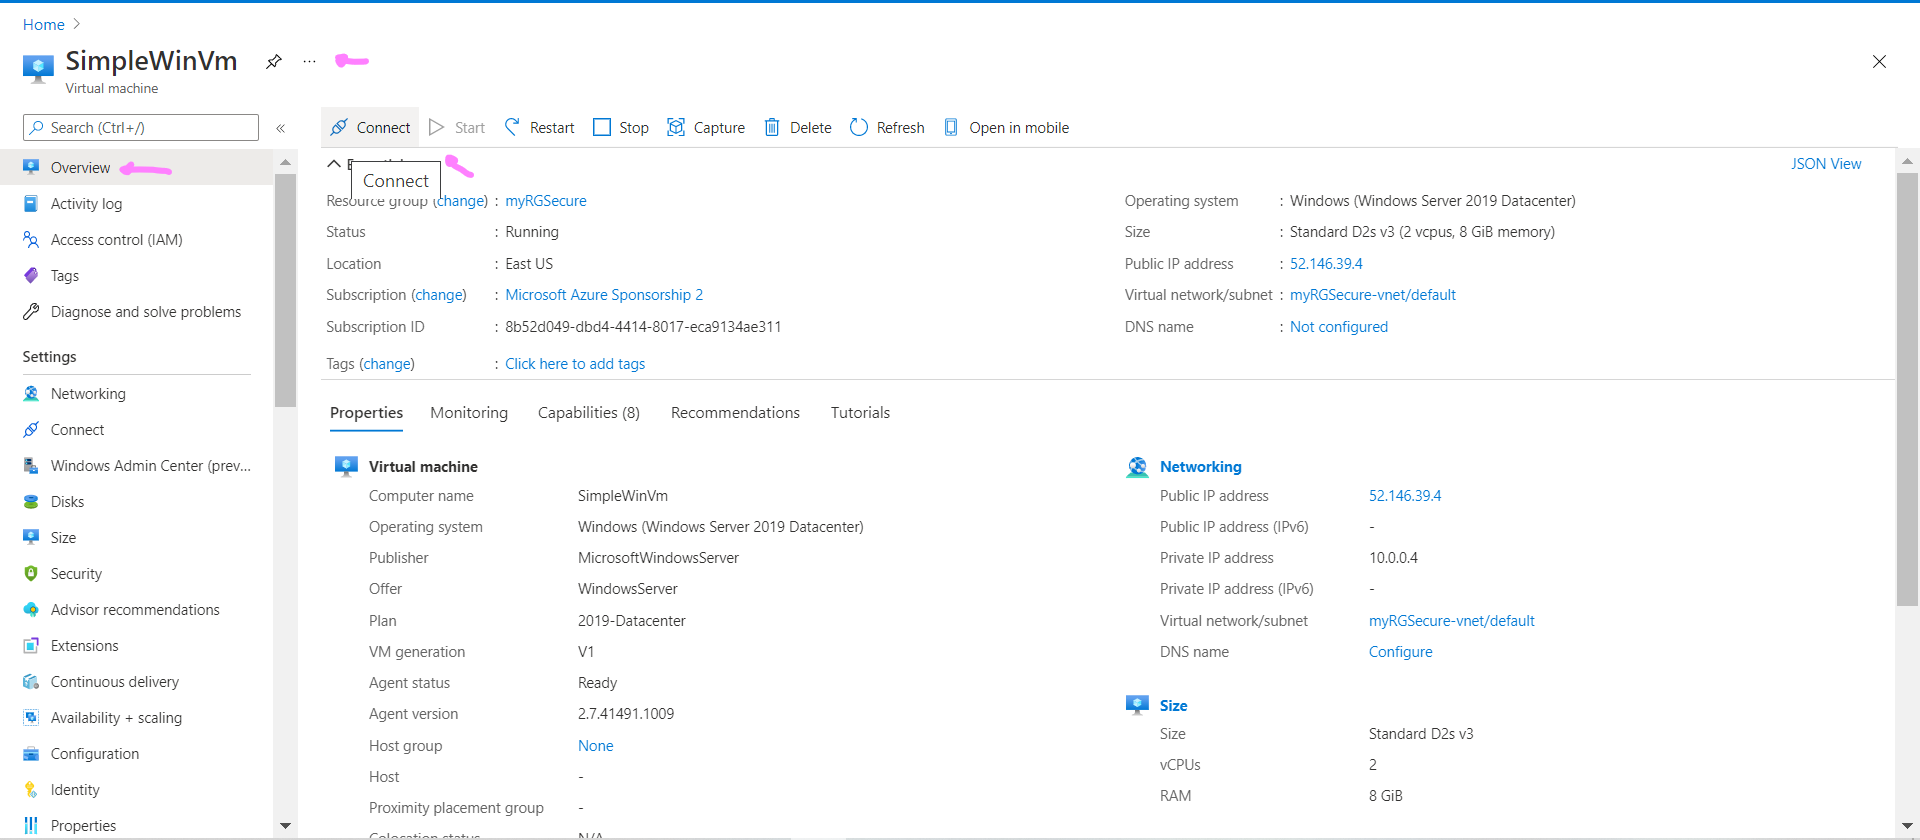 Home
SimpleWinVm
Virtual machine
Search (Ctrl+/)
Connect Start Restart Stop Capture Delete Refresh Open in mobile
Overview
Activity log
Access control (IAM)
Tags
Diagnose and solve problems
Settings
Networking
Connect
Windows Admin Center (prev...
Disks
Size
Security
Advisor recommendations
Extensions
Continuous delivery
Availability + scaling
Configuration
Identity
Properties
JSON View
Connect
Resource group (change) : myRGSecure
Status : Running
Location : East US
Subscription (change) : Microsoft Azure Sponsorship 2
Subscription ID : 8b52d049-dbd4-4414-8017-eca9134ae311
Tags (change) : Click here to add tags
Operating system : Windows (Windows Server 2019 Datacenter)
Size : Standard D2s v3 (2 vcpus, 8 GiB memory)
Public IP address : 52.146.39.4
Virtual network/subnet : myRGSecure-vnet/default
DNS name : Not configured
Properties Monitoring Capabilities (8) Recommendations Tutorials
Virtual machine
Computer name SimpleWinVm
Operating system Windows (Windows Server 2019 Datacenter)
Publisher MicrosoftWindowsServer
Offer WindowsServer
Plan 2019-Datacenter
VM generation V1
Agent status Ready
Agent version 2.7.41491.1009
Host group None
Host -
Proximity placement group -
Colocation status N/A
Networking
Public IP address 52.146.39.4
Public IP address (IPv6) -
Private IP address 10.0.0.4
Private IP address (IPv6) -
Virtual network/subnet myRGSecure-vnet/default
DNS name Configure
Size
Size Standard D2s v3
vCPUs 2
RAM 8 GiB